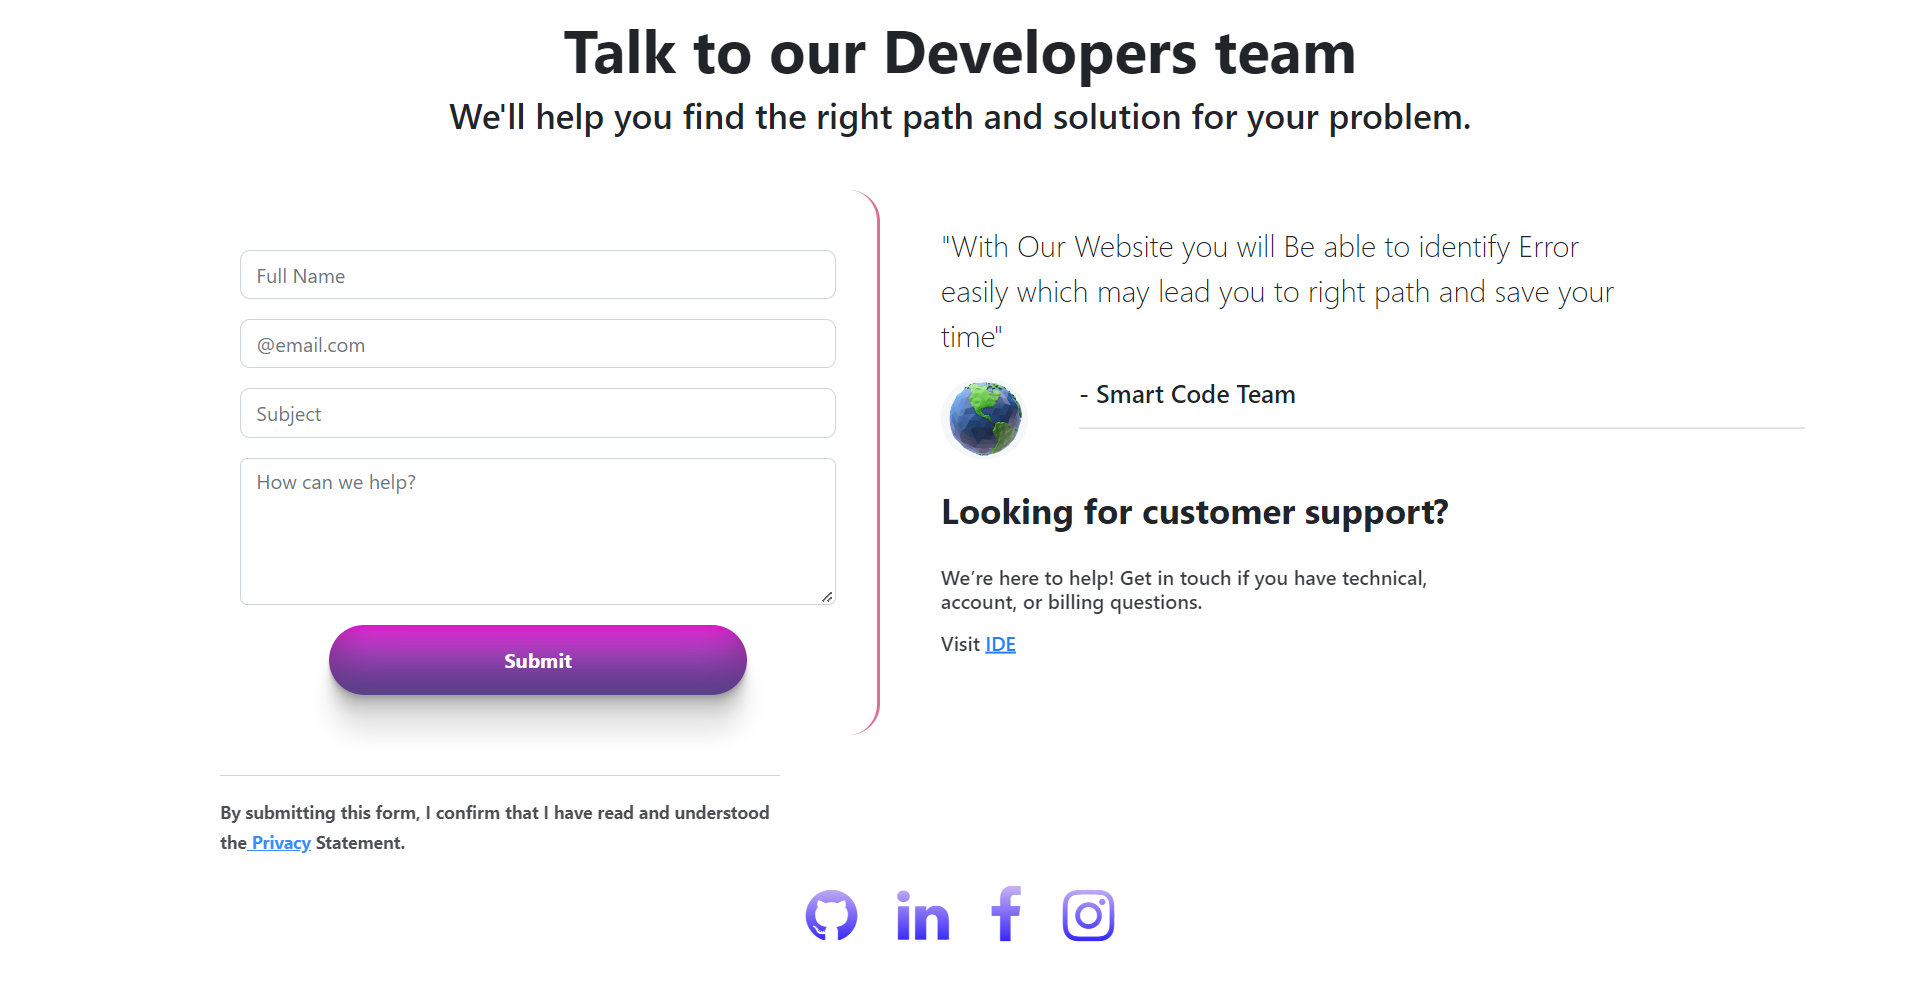 Talk to our Developers team
We'll help you find the right path and solution for your problem.
Full Name
@email.com
Subject
How can we help?
Submit
By submitting this form, I confirm that I have read and understood
the Privacy Statement.
"With Our Website you will Be able to identify Error
easily which may lead you to right path and save your
time"
- Smart Code Team
Looking for customer support?
We’re here to help! Get in touch if you have technical,
account, or billing questions.
Visit IDE